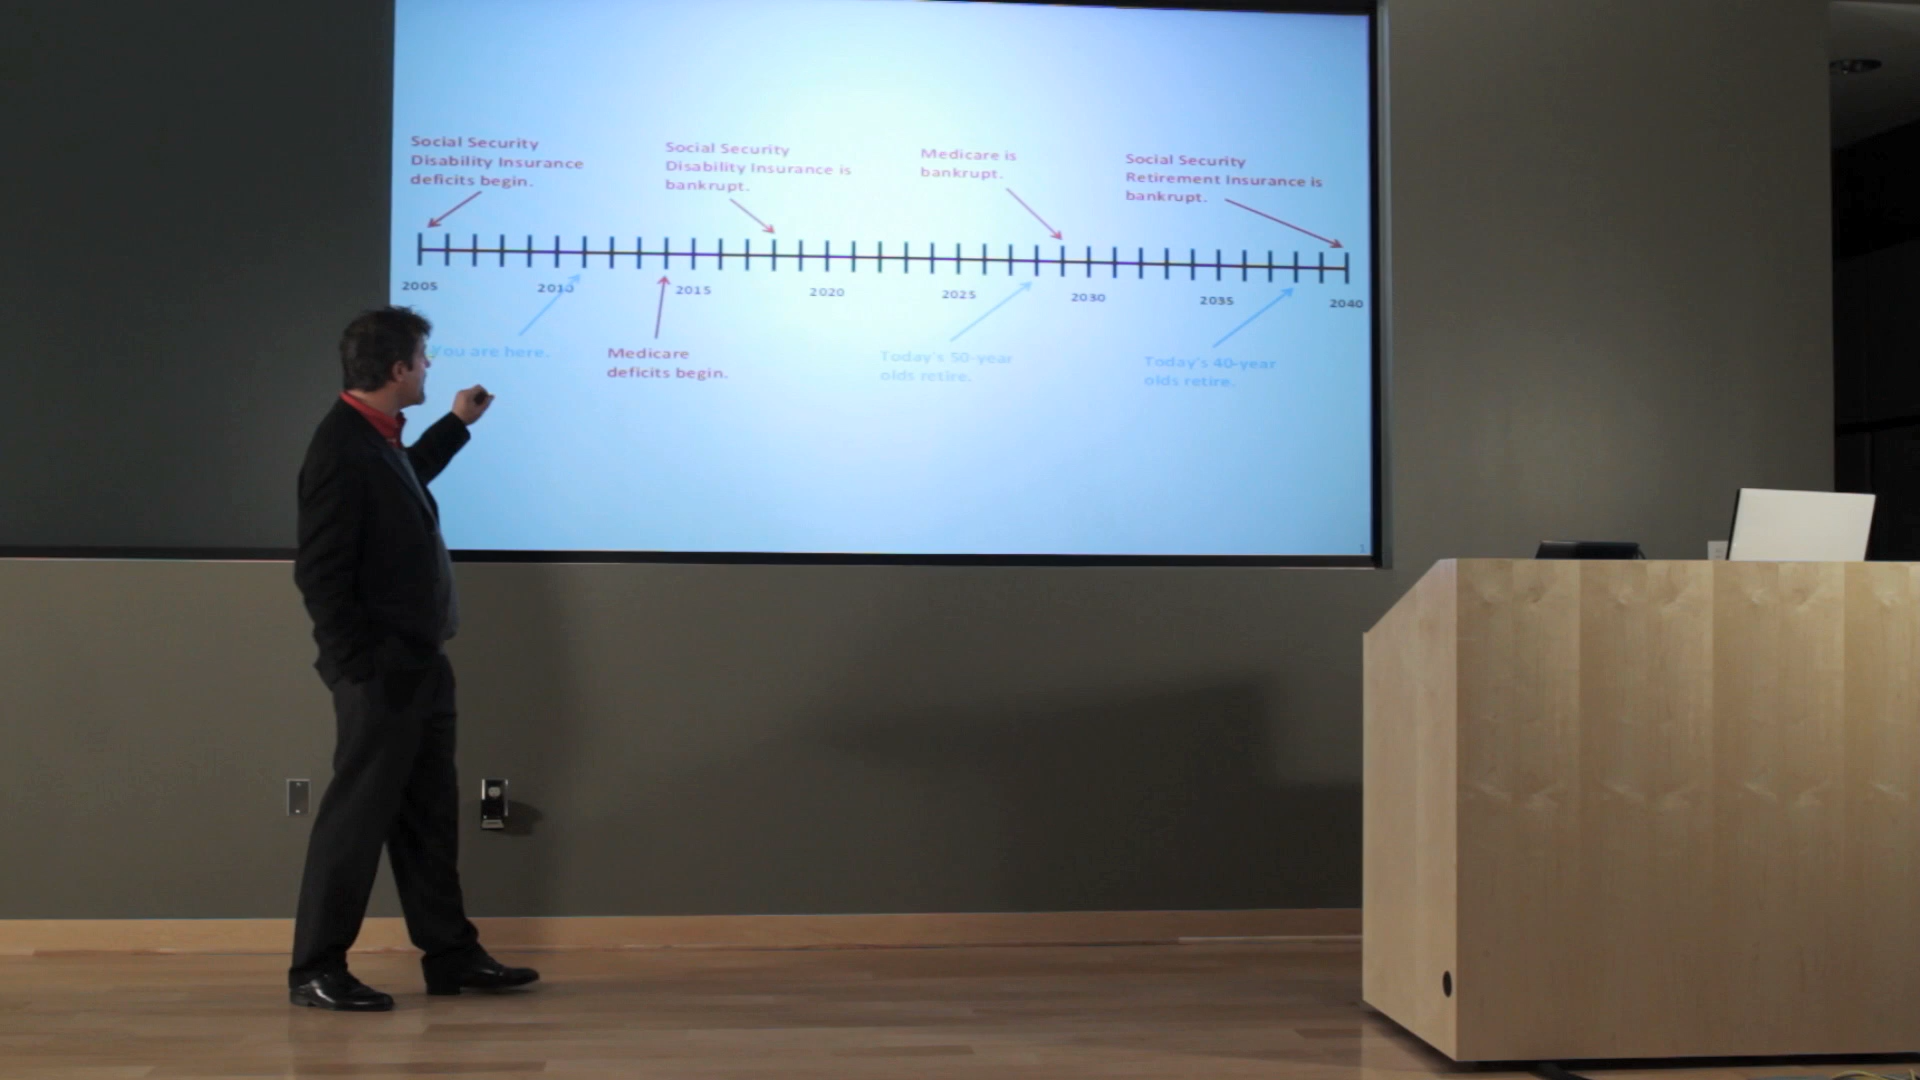 Social Security
Disability Insurance
deficits begin.
Social Security
Disability Insurance is
bankrupt.
Medicare is
bankrupt.
Social Security
Retirement Insurance is
bankrupt.
2005
2010
2015
2020
2025
2030
2035
2040
You are here.
Medicare
deficits begin.
Today's 50-year
olds retire.
Today's 40-year
olds retire.